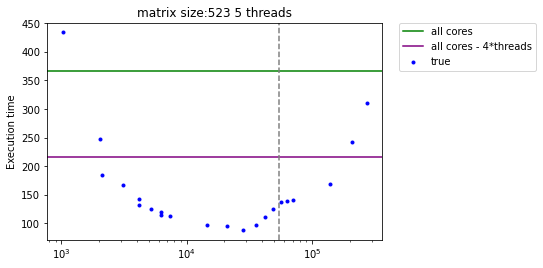 matrix size:523 5 threads
all cores
all cores - 4*threads
true
Execution time
450
400
350
300
250
200
150
100
10³
10⁴
10⁵